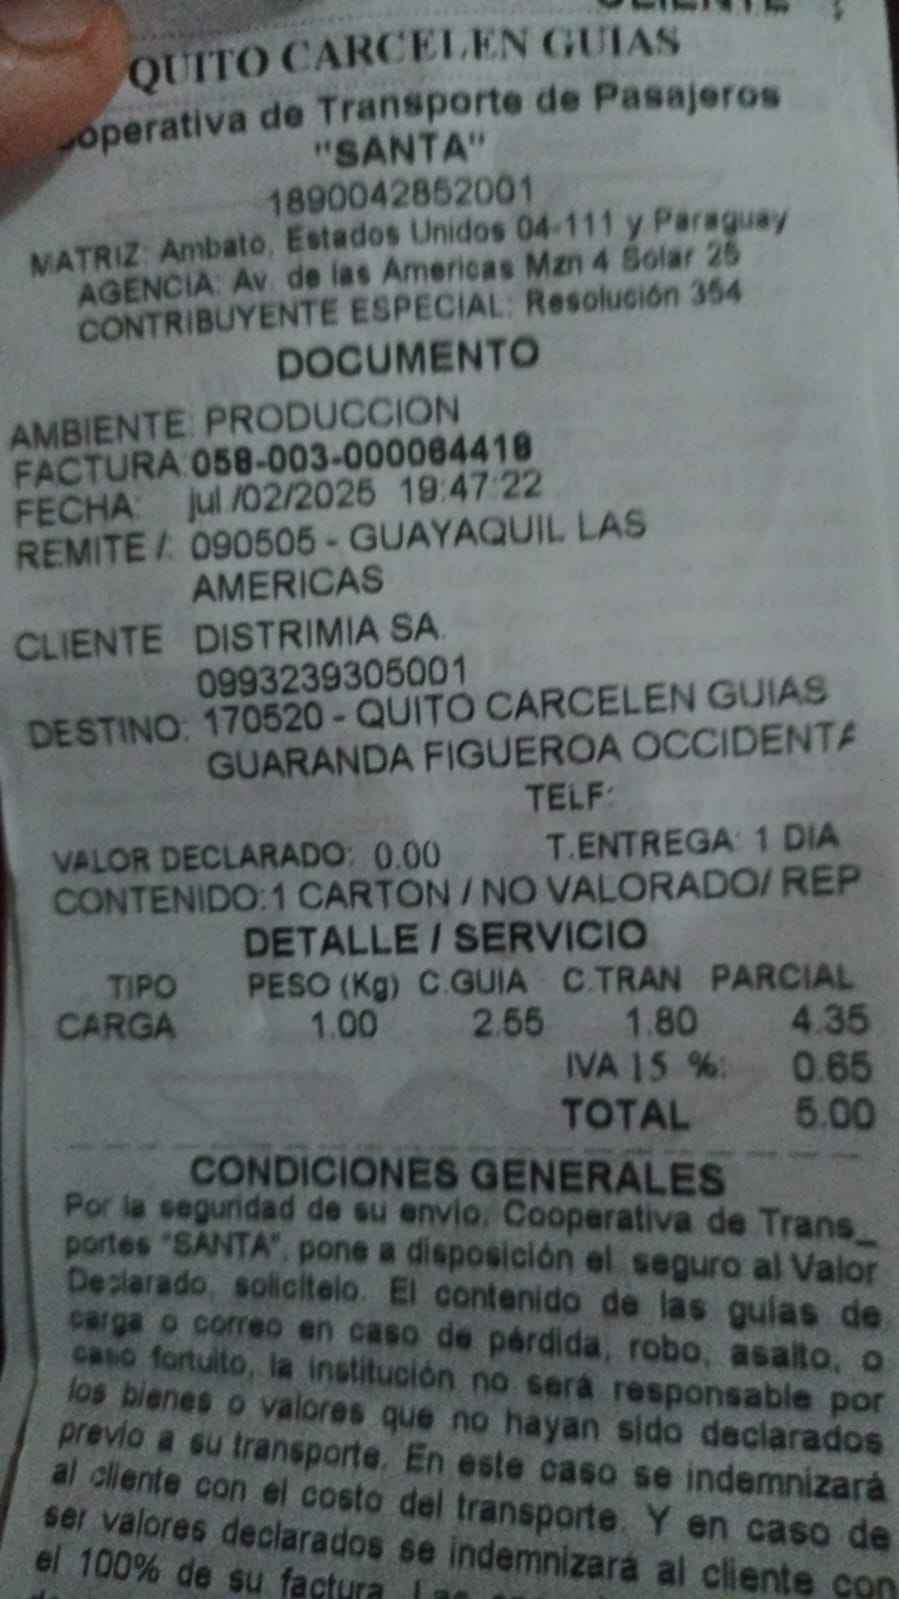 CLIENTE
QUITO CARCELEN GUIAS
operativa de Transporte de Pasajeros
"SANTA"
1890042852001
MATRIZ: Ambato, Estados Unidos 04-111 y Paraguay
AGENCIA: Av. de las Americas Mzn 4 Solar 25
CONTRIBUYENTE ESPECIAL: Resolución 354
DOCUMENTO
AMBIENTE: PRODUCCION
FACTURA:058-003-000064418
FECHA: jul /02/2025 19:47:22
REMITE /: 090505 - GUAYAQUIL LAS
AMERICAS
CLIENTE DISTRIMIA SA.
0993239305001
DESTINO: 170520 - QUITO CARCELEN GUIAS
GUARANDA FIGUEROA OCCIDENTA
TELF:
VALOR DECLARADO: 0.00 T.ENTREGA: 1 DIA
CONTENIDO:1 CARTON / NO VALORADO/ REP
DETALLE / SERVICIO
TIPO PESO (Kg) C.GUIA C.TRAN PARCIAL
CARGA 1.00 2.55 1.80 4.35
IVA 15 %: 0.65
TOTAL 5.00
CONDICIONES GENERALES
Por la seguridad de su envío, Cooperativa de Trans_
portes "SANTA", pone a disposición el seguro al Valor
Declarado, solicítelo. El contenido de las guías de
carga o correo en caso de pérdida, robo, asalto, o
caso fortuito, la institución no será responsable por
los bienes o valores que no hayan sido declarados
previo a su transporte. En este caso se indemnizará
al cliente con el costo del transporte. Y en caso de
ser valores declarados se indemnizará al cliente con
el 100% de su factura. Las